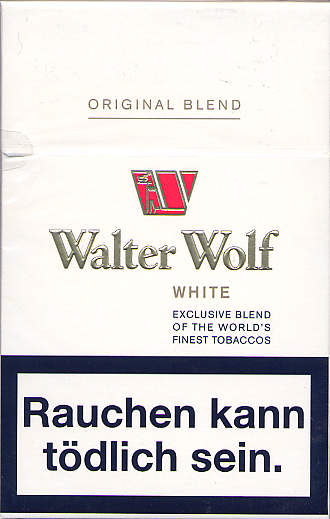 ORIGINAL BLEND
Walter Wolf
WHITE
EXCLUSIVE BLEND
OF THE WORLD'S
FINEST TOBACCOS
Rauchen kann
tödlich sein.